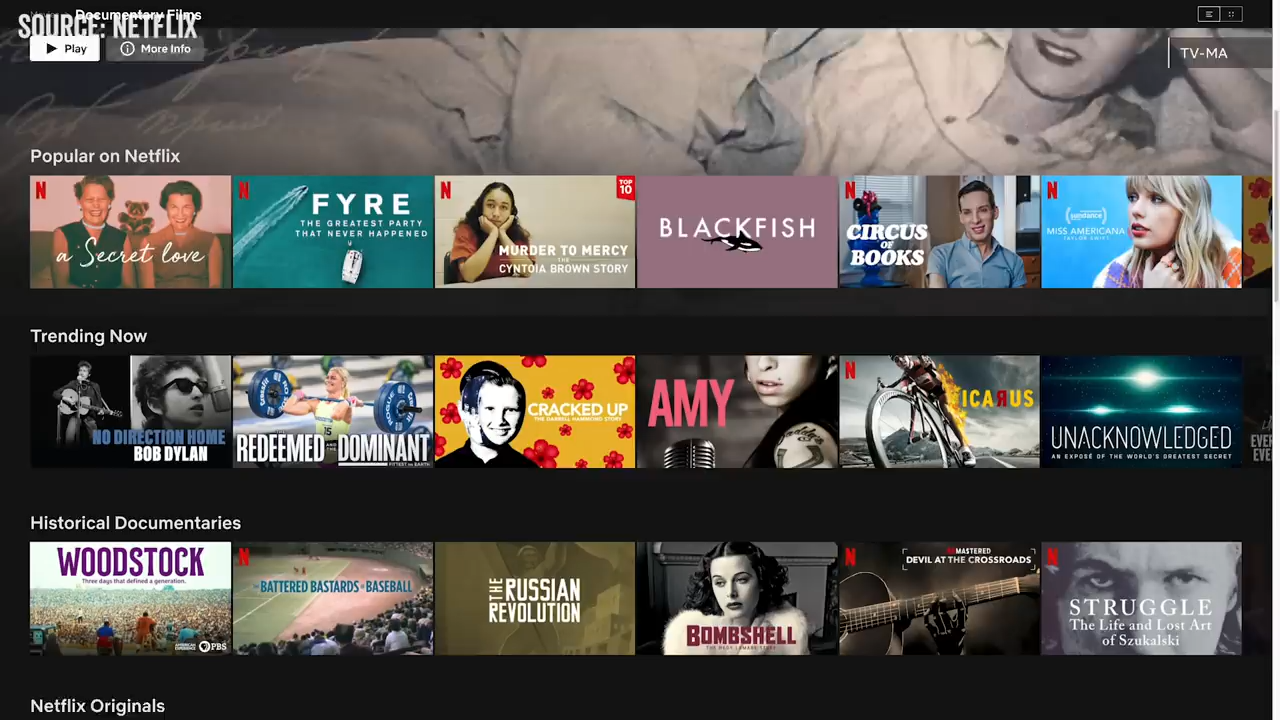 Documentary Films
SOURCE: NETFLIX
Play
More Info
TV-MA
Popular on Netflix
N
a Secret love
N
FYRE
THE GREATEST PARTY
THAT NEVER HAPPENED
N
TOP
10
MURDER TO MERCY
THE
CYNTOIA BROWN STORY
BLACKFISH
N
CIRCUS
OF
BOOKS
N
sundance
MISS AMERICANA
TAYLOR SWIFT
Trending Now
NO DIRECTION HOME
BOB DYLAN
REDEEMED AND THE DOMINANT
FITTEST ON EARTH
CRACKED UP
THE DARRELL HAMMOND STORY
AMY
N
ICAЯUS
UNACKNOWLEDGED
AN EXPOSÉ OF THE WORLD'S GREATEST SECRET
Historical Documentaries
WOODSTOCK
Three days that defined a generation.
AMERICAN
EXPERIENCE
PBS
N
THE BATTERED BASTARDS OF BASEBALL
THE RUSSIAN
REVOLUTION
BOMBSHELL
THE HEDY LAMARR STORY
N
REMASTERED
DEVIL AT THE CROSSROADS
N
STRUGGLE
The Life and Lost Art
of Szukalski
Netflix Originals